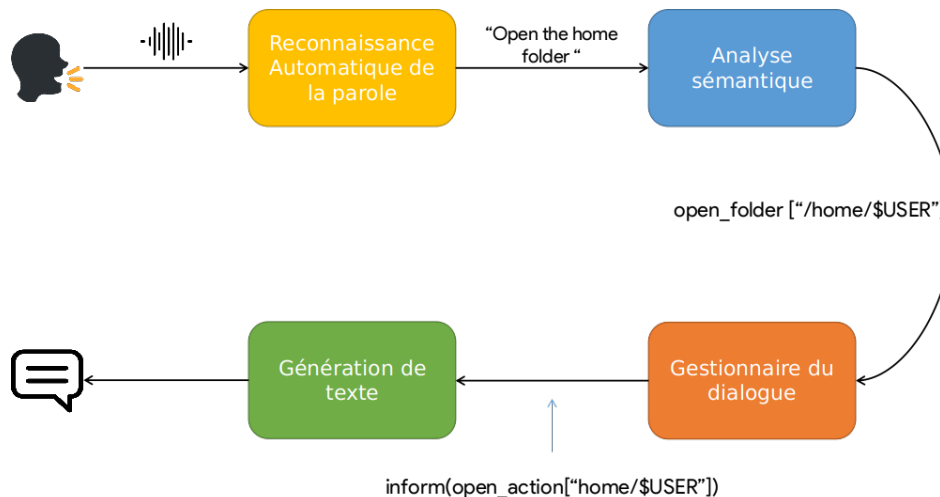 Reconnaissance
Automatique de
la parole
“Open the home
folder “
Analyse
sémantique
open_folder [“/home/$USER”]
Génération de
texte
Gestionnaire du
dialogue
inform(open_action[“home/$USER”])